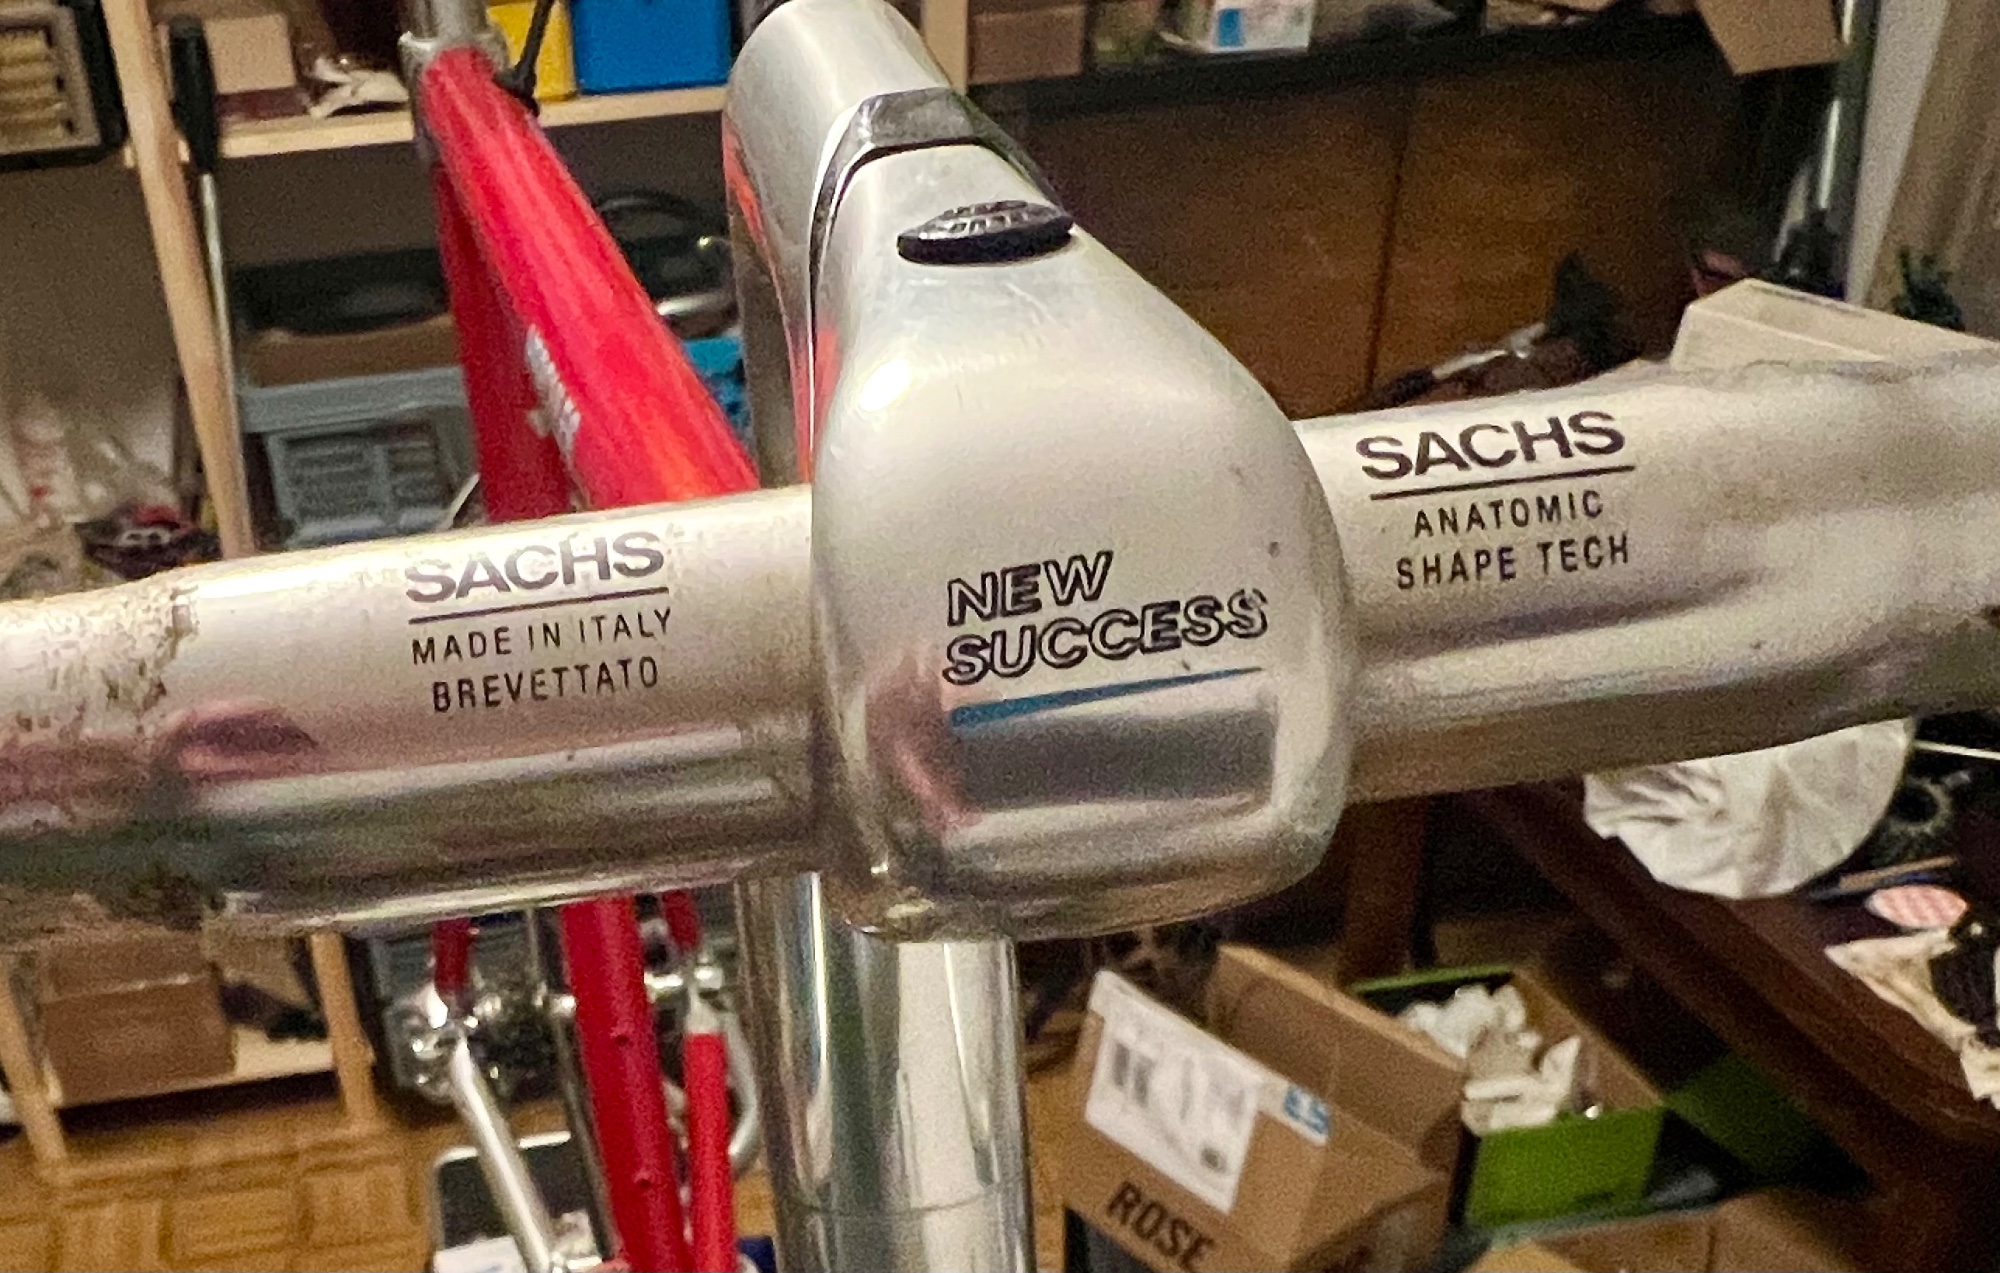 SACHS
MADE IN ITALY
BREVETTATO
NEW
SUCCESS
SACHS
ANATOMIC
SHAPE TECH
ROSE